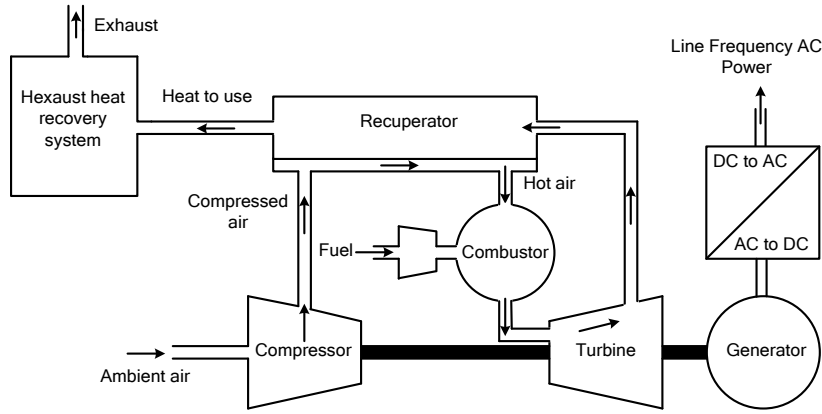 Exhaust
Line Frequency AC
Power
Hexaust heat
recovery
system
Heat to use
Recuperator
DC to AC
Compressed
air
Hot air
Fuel
Combustor
AC to DC
Compressor
Turbine
Generator
Ambient air